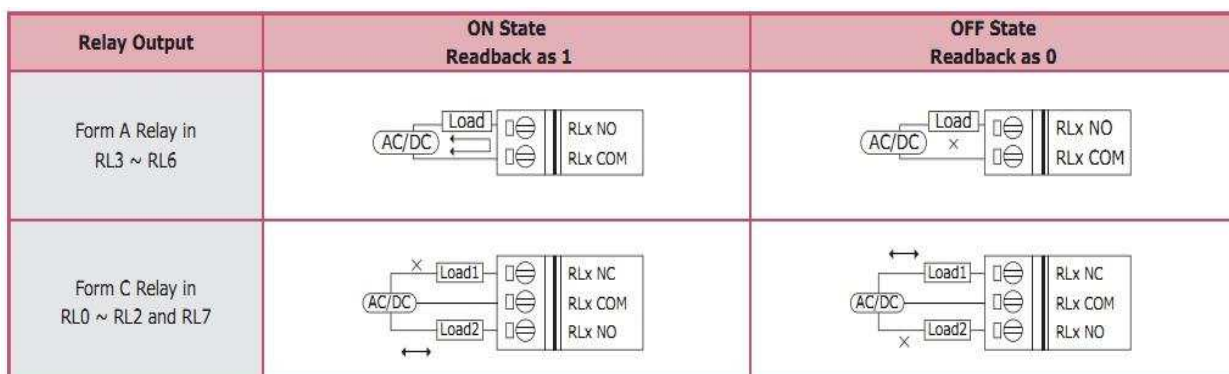 Relay Output
ON State
Readback as 1
OFF State
Readback as 0
Form A Relay in
RL3 ~ RL6
Load
AC/DC
RLx NO
RLx COM
Load
AC/DC
×
RLx NO
RLx COM
Form C Relay in
RL0 ~ RL2 and RL7
×
Load1
AC/DC
Load2
RLx NC
RLx COM
RLx NO
Load1
AC/DC
Load2
×
RLx NC
RLx COM
RLx NO